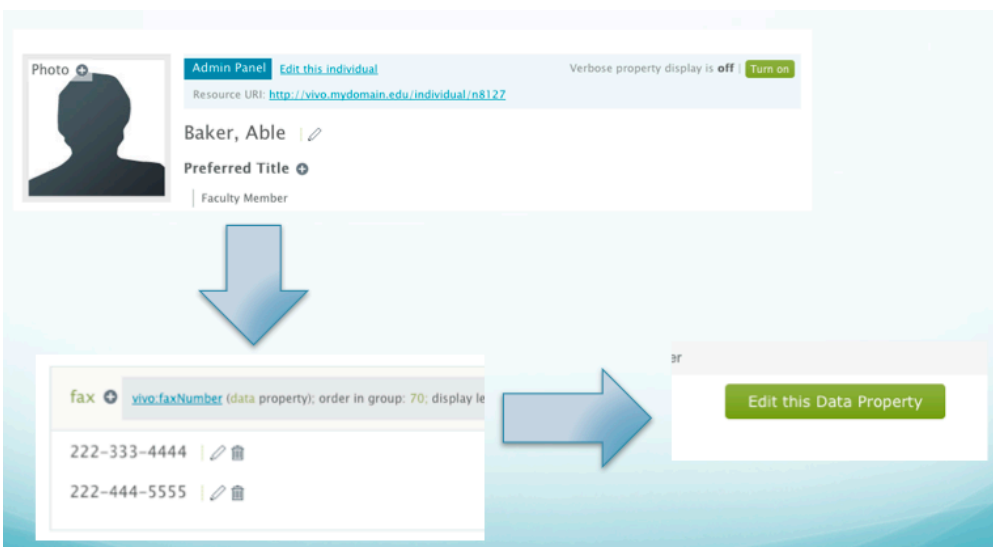 Photo
Admin Panel Edit this individual Verbose property display is off | Turn on
Resource URI: http://vivo.mydomain.edu/individual/n8127
Baker, Able
Preferred Title
Faculty Member
fax vivo:faxNumber (data property); order in group: 70; display le
222-333-4444
222-444-5555
er
Edit this Data Property